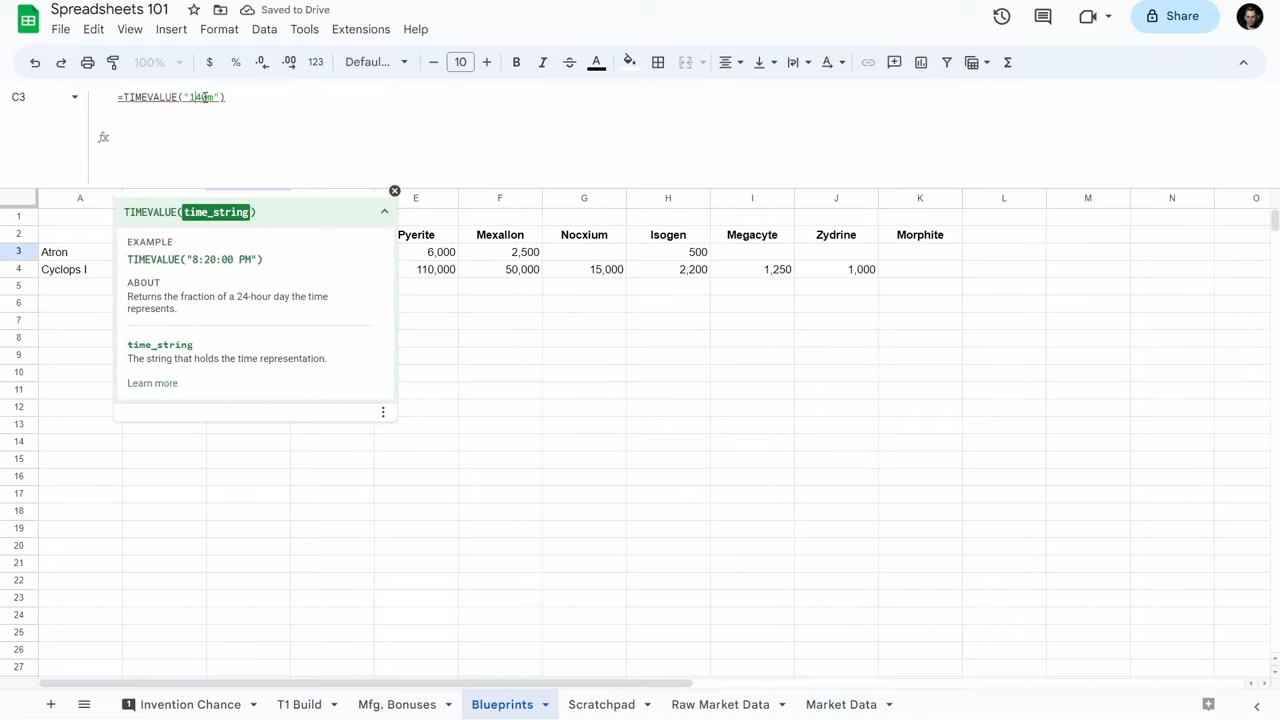 Spreadsheets 101
Saved to Drive
Share
File Edit View Insert Format Data Tools Extensions Help
100% $ % .0 .00 123 Defaul... 10 B I A Σ
C3
=TIMEVALUE("140m")
fx
A E F G H I J K L M N O
TIMEVALUE(time_string)
EXAMPLE
TIMEVALUE("8:20:00 PM")
ABOUT
Returns the fraction of a 24-hour day the time
represents.
time_string
The string that holds the time representation.
Learn more
1
2 Pyerite Mexallon Nocxium Isogen Megacyte Zydrine Morphite
3 Atron 6,000 2,500 500
4 Cyclops I 110,000 50,000 15,000 2,200 1,250 1,000
5
6
7
8
9
10
11
12
13
14
15
16
17
18
19
20
21
22
23
24
25
26
27
1 Invention Chance T1 Build Mfg. Bonuses Blueprints Scratchpad Raw Market Data Market Data